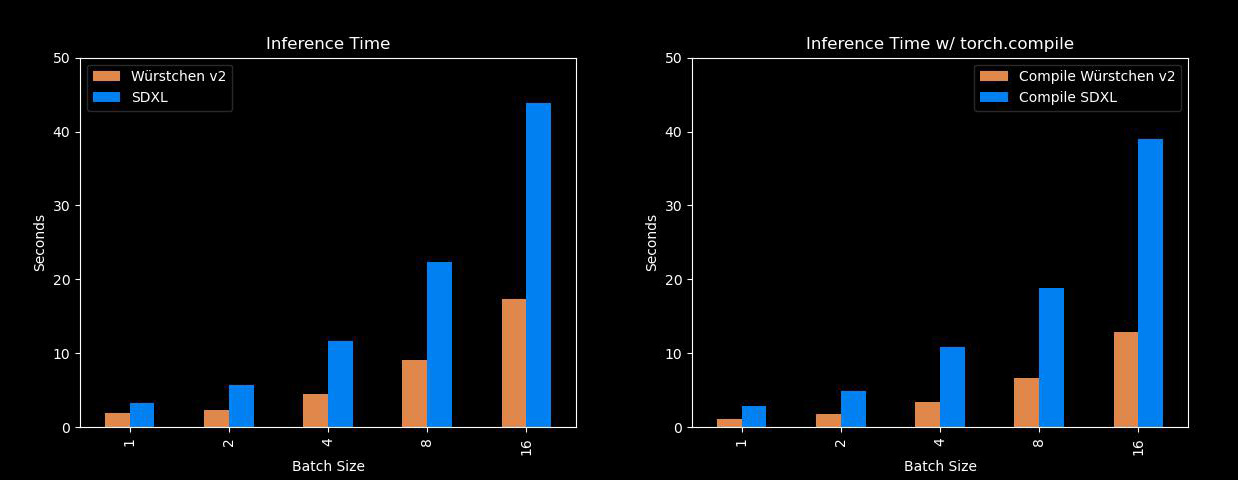 Inference Time
50
40
30
20
10
0
Seconds
Würstchen v2
SDXL
1 2 4 8 16
Batch Size
Inference Time w/ torch.compile
50
40
30
20
10
0
Seconds
Compile Würstchen v2
Compile SDXL
1 2 4 8 16
Batch Size